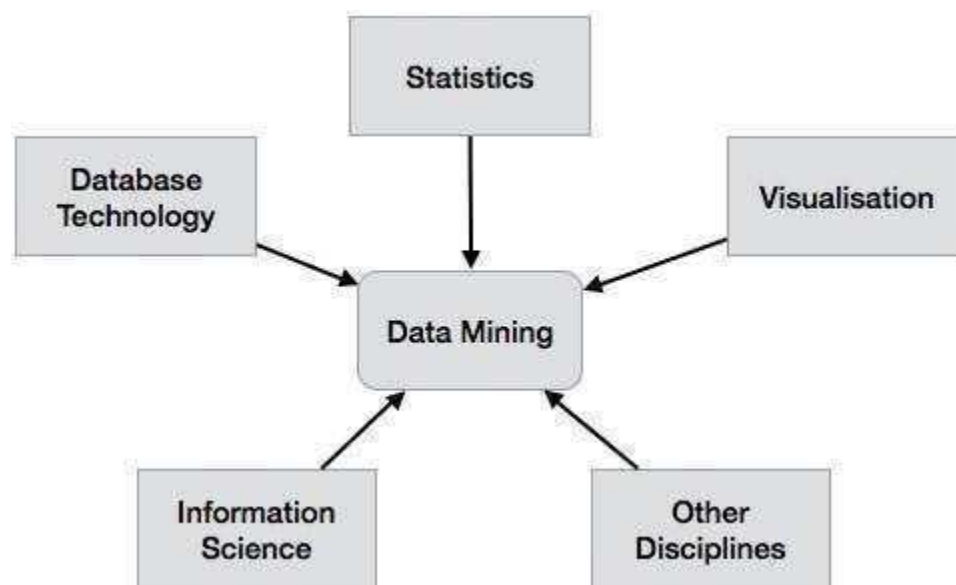 Statistics
Database
Technology
Visualisation
Data Mining
Information
Science
Other
Disciplines